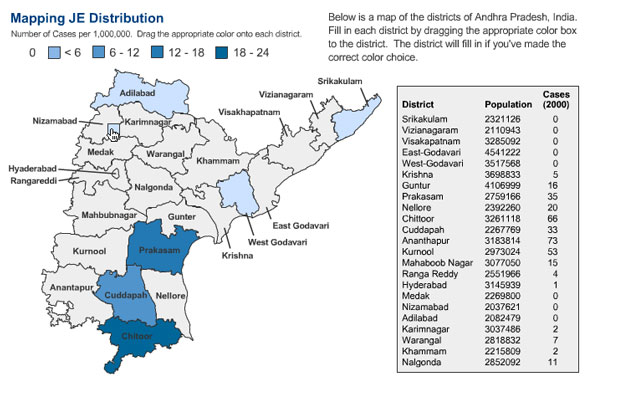 Mapping JE Distribution
Number of Cases per 1,000,000. Drag the appropriate color onto each district.
0 < 6 6 - 12 12 - 18 18 - 24
Below is a map of the districts of Andhra Pradesh, India.
Fill in each district by dragging the appropriate color box
to the district. The district will fill in if you've made the
correct color choice.
Srikakulam
Adilabad
Vizianagaram
Visakhapatnam
Nizamabad
Karimnagar
Medak
Warangal
Khammam
Hyaderabad
Rangareddi
Nalgonda
Mahbubnagar
Gunter
East Godavari
West Godavari
Krishna
Kurnool
Prakasam
Anantapur
Cuddapah
Nellore
Chitoor
District Population Cases (2000)
Srikakulam 2321126 0
Vizianagaram 2110943 0
Visakapatnam 3285092 0
East-Godavari 4541222 0
West-Godavari 3517568 0
Krishna 3698833 5
Guntur 4106999 16
Prakasam 2759166 35
Nellore 2392260 20
Chittoor 3261118 66
Cuddapah 2267769 33
Ananthapur 3183814 73
Kurnool 2973024 53
Mahaboob Nagar 3077050 15
Ranga Reddy 2551966 4
Hyderabad 3145939 1
Medak 2269800 0
Nizamabad 2037621 0
Adilabad 2082479 0
Karimnagar 3037486 2
Warangal 2818832 7
Khammam 2215809 2
Nalgonda 2852092 11